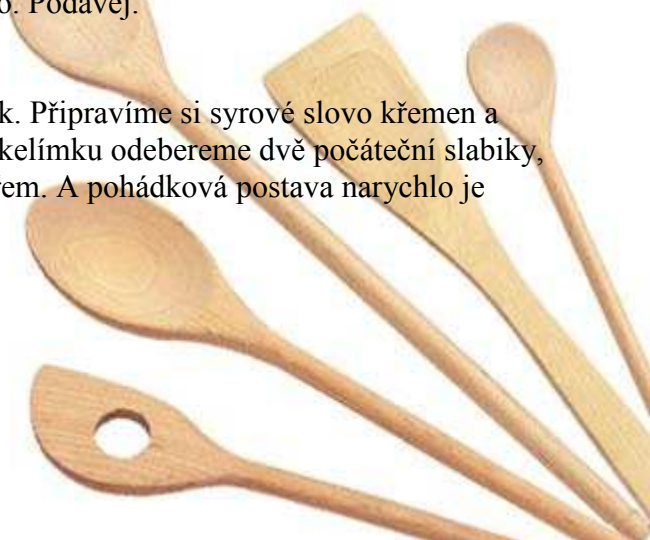 o. Podávej.
k. Připravíme si syrové slovo křemen a
kelímku odebereme dvě počáteční slabiky,
řem. A pohádková postava narychlo je